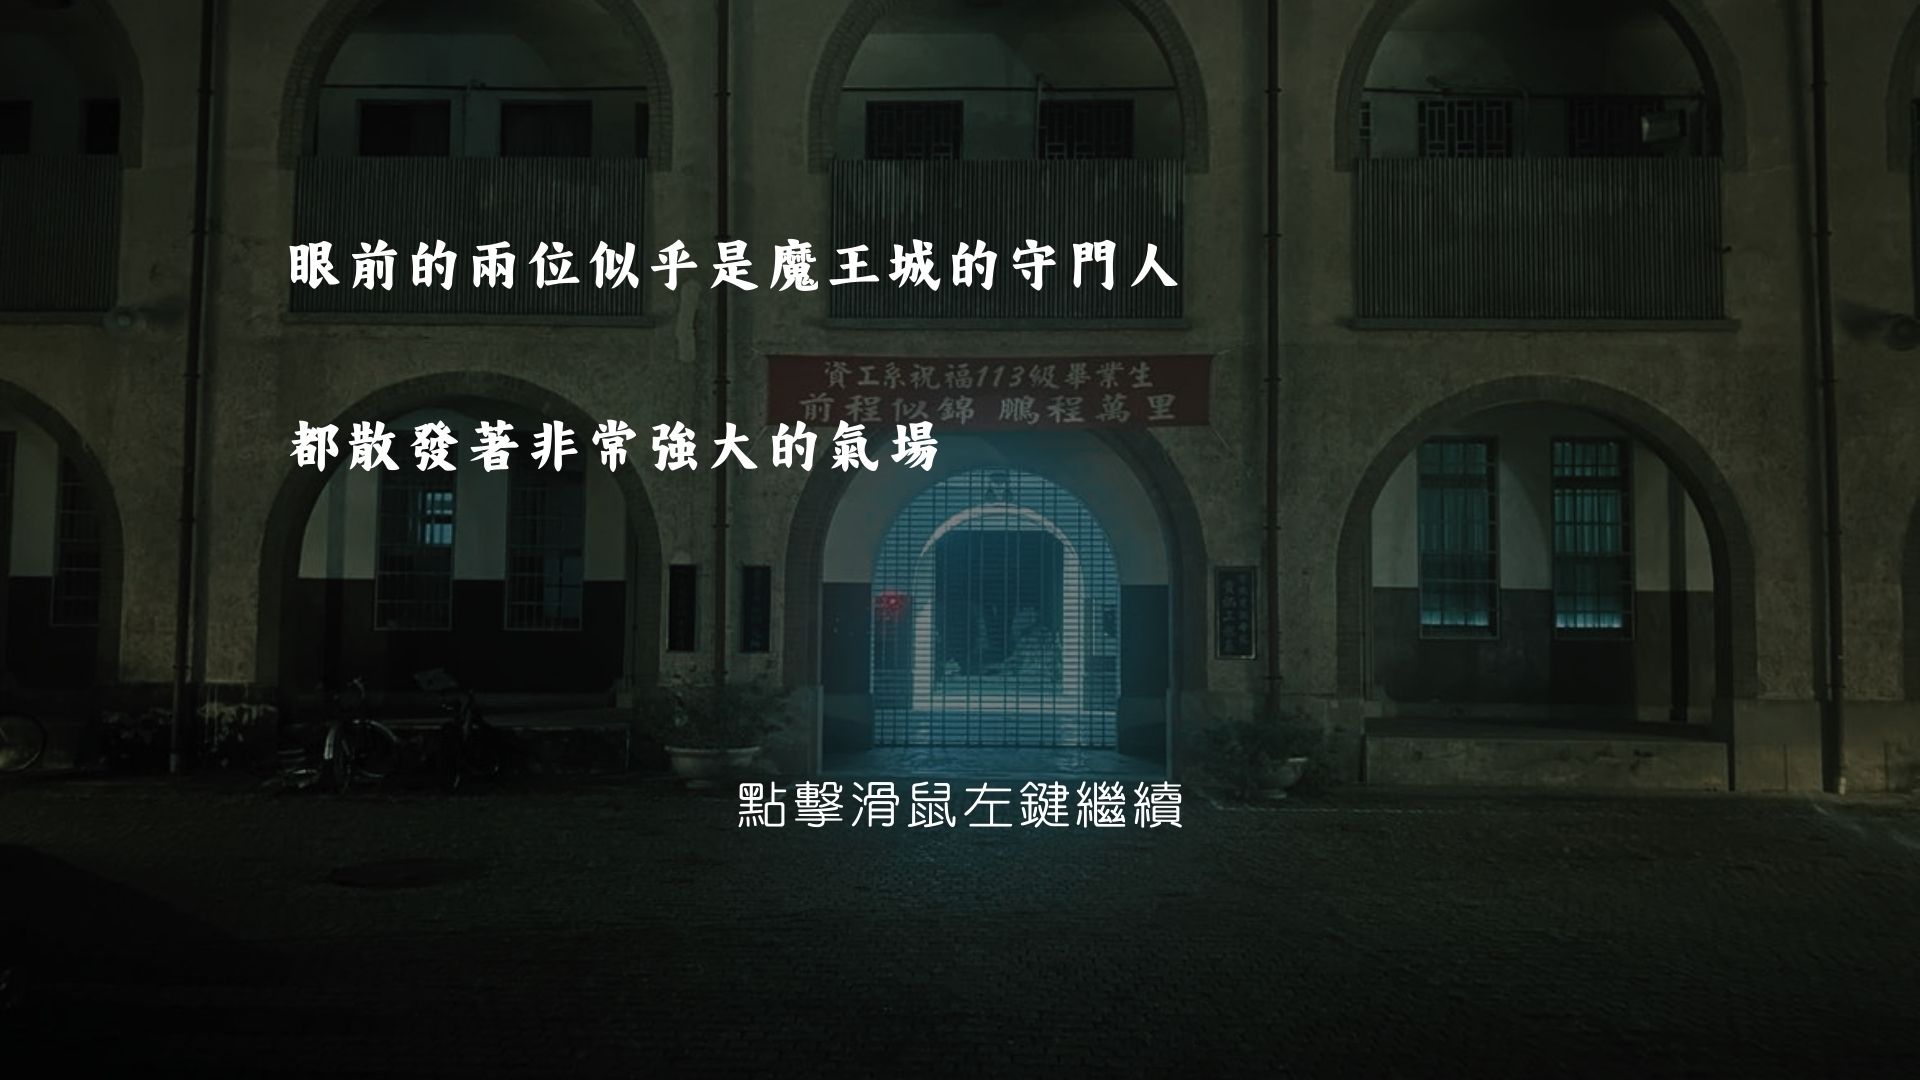 眼前的兩位似乎是魔王城的守門人
資工系祝福113級畢業生
前程似錦 鵬程萬里
都散發著非常強大的氣場
點擊滑鼠左鍵繼續